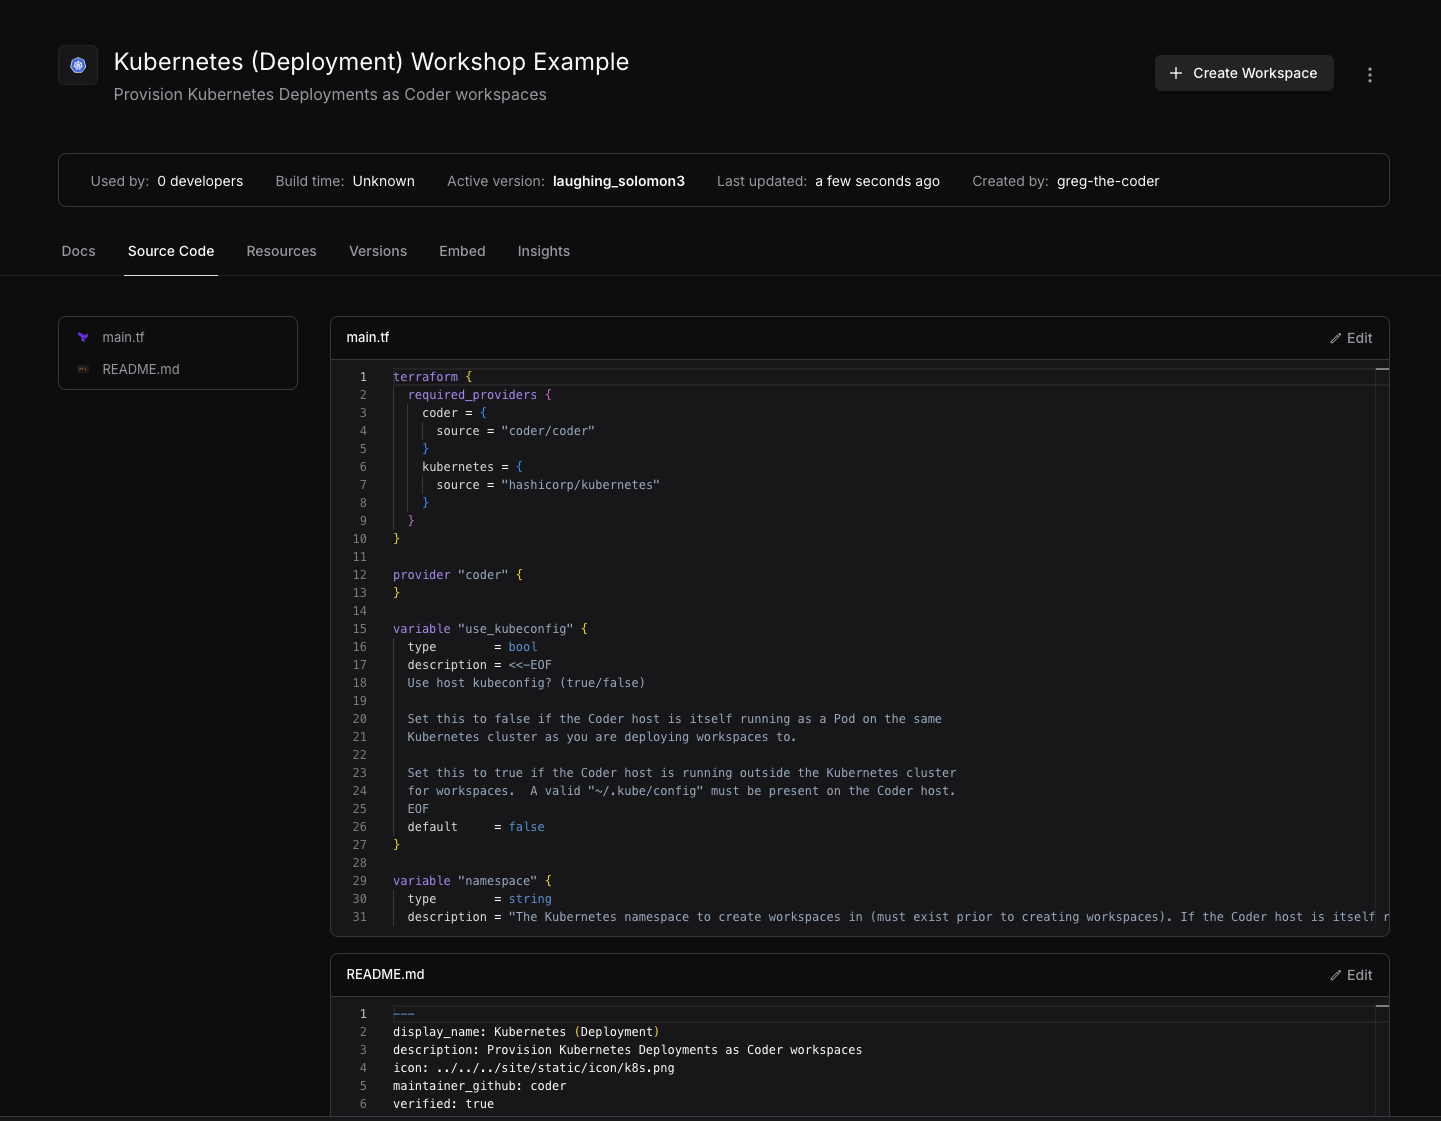 Kubernetes (Deployment) Workshop Example
Provision Kubernetes Deployments as Coder workspaces
Create Workspace
Used by: 0 developers Build time: Unknown Active version: laughing_solomon3 Last updated: a few seconds ago Created by: greg-the-coder
Docs Source Code Resources Versions Embed Insights
main.tf
README.md
main.tf Edit
1 terraform {
2 required_providers {
3 coder = {
4 source = "coder/coder"
5 }
6 kubernetes = {
7 source = "hashicorp/kubernetes"
8 }
9 }
10 }
11
12 provider "coder" {
13 }
14
15 variable "use_kubeconfig" {
16 type = bool
17 description = <<-EOF
18 Use host kubeconfig? (true/false)
19
20 Set this to false if the Coder host is itself running as a Pod on the same
21 Kubernetes cluster as you are deploying workspaces to.
22
23 Set this to true if the Coder host is running outside the Kubernetes cluster
24 for workspaces.  A valid "~/.kube/config" must be present on the Coder host.
25 EOF
26 default = false
27 }
28
29 variable "namespace" {
30 type = string
31 description = "The Kubernetes namespace to create workspaces in (must exist prior to creating workspaces). If the Coder host is itself r
README.md Edit
1 ---
2 display_name: Kubernetes (Deployment)
3 description: Provision Kubernetes Deployments as Coder workspaces
4 icon: ../../../site/static/icon/k8s.png
5 maintainer_github: coder
6 verified: true